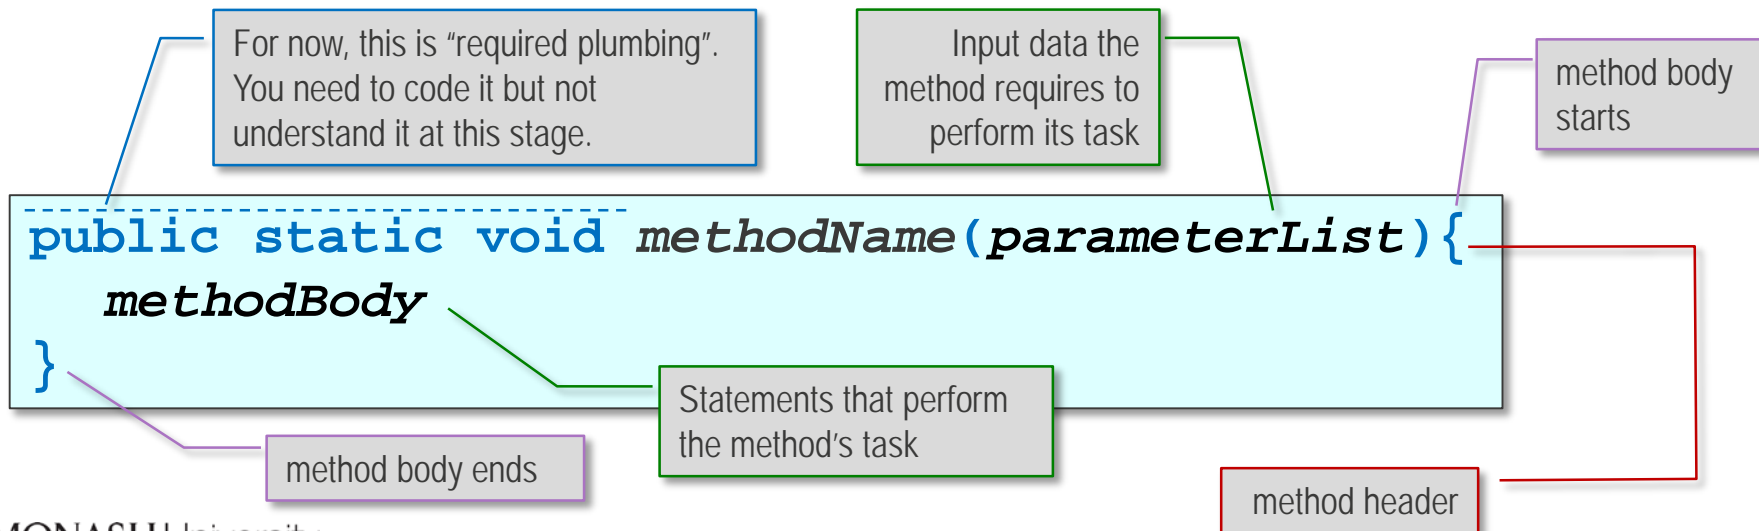 For now, this is “required plumbing”.
You need to code it but not
understand it at this stage.
Input data the
method requires to
perform its task
method body
starts
public static void methodName(parameterList){
methodBody
}
Statements that perform
the method’s task
method body ends
method header
MONASH University